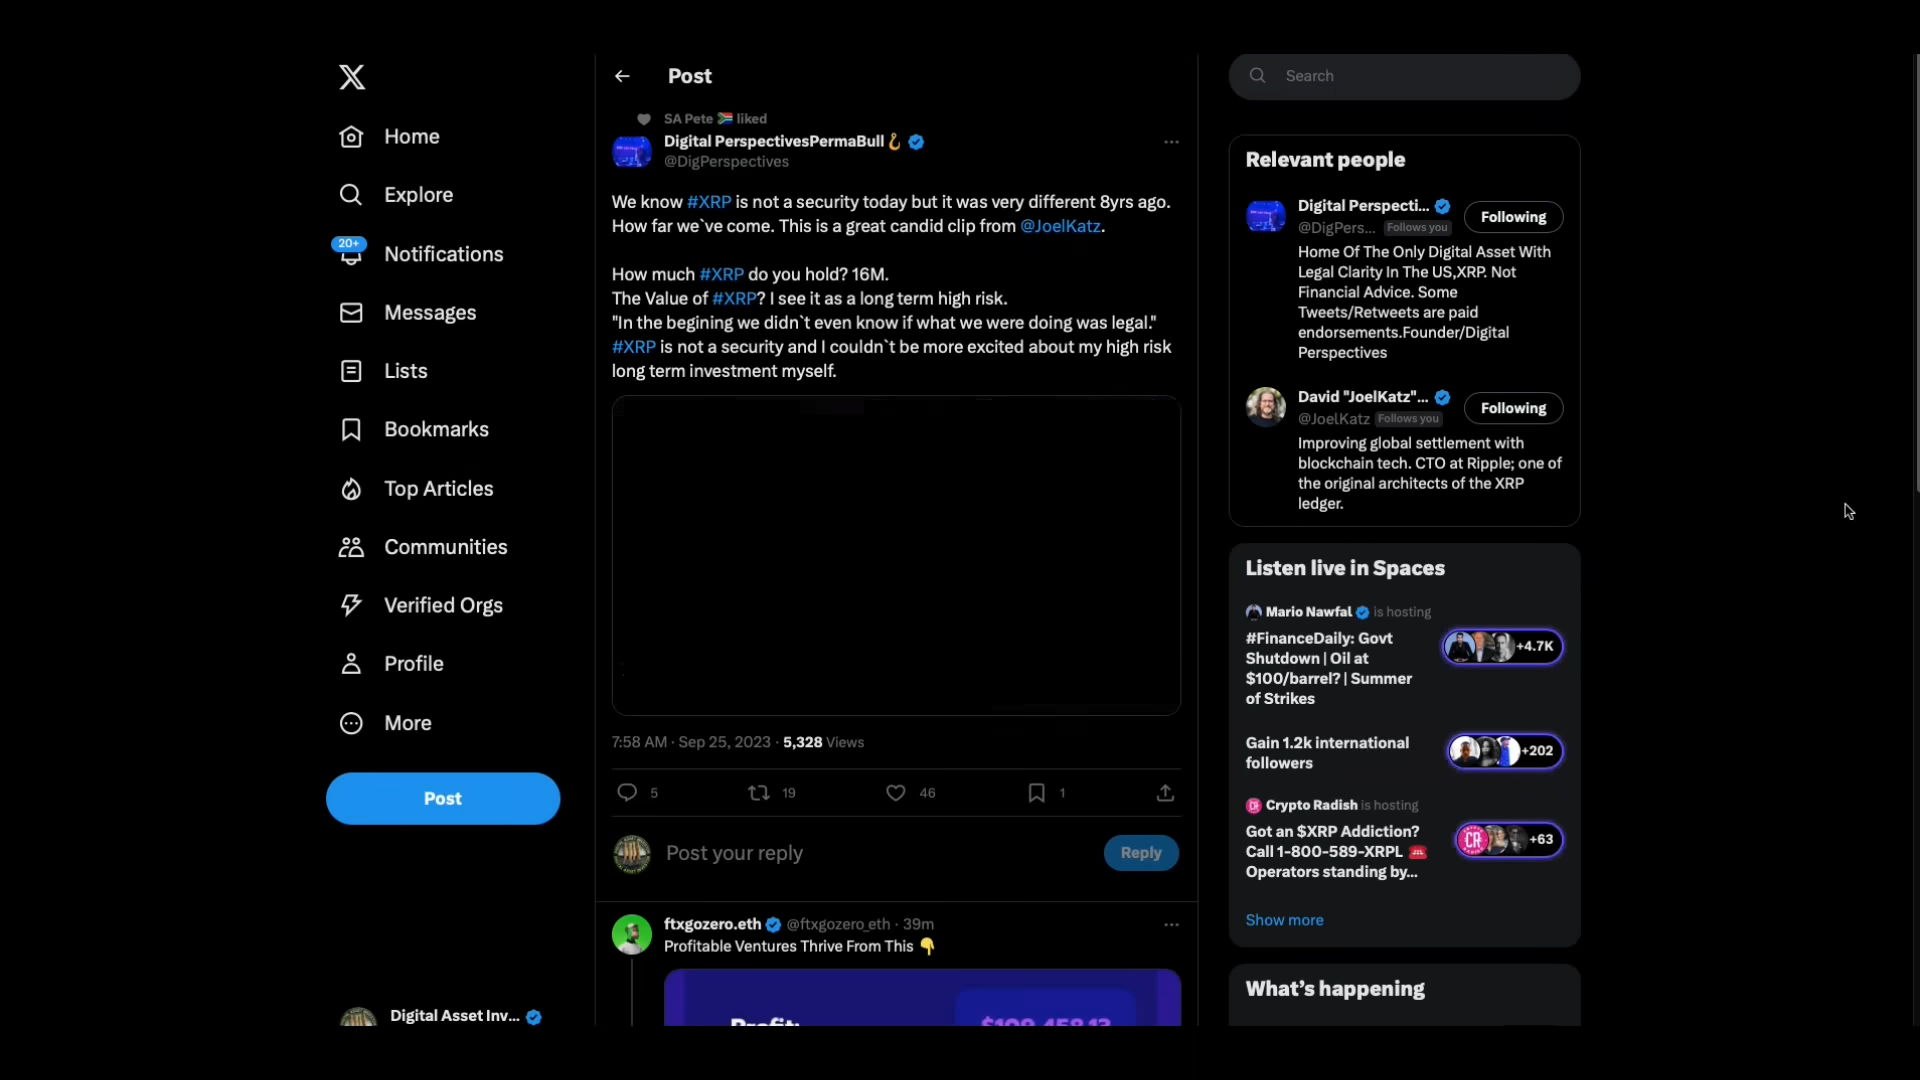 Home
Explore
20+
Notifications
Messages
Lists
Bookmarks
Top Articles
Communities
Verified Orgs
Profile
More
Post
Digital Asset Inv...
Post
SA Pete 🇿🇦 liked
Digital PerspectivesPermaBull🪝
@DigPerspectives
We know #XRP is not a security today but it was very different 8yrs ago.
How far we`ve come. This is a great candid clip from @JoelKatz.
How much #XRP do you hold? 16M.
The Value of #XRP? I see it as a long term high risk.
"In the begining we didn`t even know if what we were doing was legal."
#XRP is not a security and I couldn`t be more excited about my high risk
long term investment myself.
7:58 AM · Sep 25, 2023 · 5,328 Views
5 19 46 1
Post your reply
Reply
ftxgozero.eth @ftxgozero_eth · 39m
Profitable Ventures Thrive From This 👇
Search
Relevant people
Digital Perspecti...
Following
@DigPers... Follows you
Home Of The Only Digital Asset With
Legal Clarity In The US,XRP. Not
Financial Advice. Some
Tweets/Retweets are paid
endorsements.Founder/Digital
Perspectives
David "JoelKatz"...
Following
@JoelKatz Follows you
Improving global settlement with
blockchain tech. CTO at Ripple; one of
the original architects of the XRP
ledger.
Listen live in Spaces
Mario Nawfal is hosting
#FinanceDaily: Govt
Shutdown | Oil at
$100/barrel? | Summer
of Strikes
+4.7K
Gain 1.2k international
followers
+202
CR Crypto Radish is hosting
Got an $XRP Addiction?
Call 1-800-589-XRPL ☎️
Operators standing by...
CR
+63
Show more
What's happening